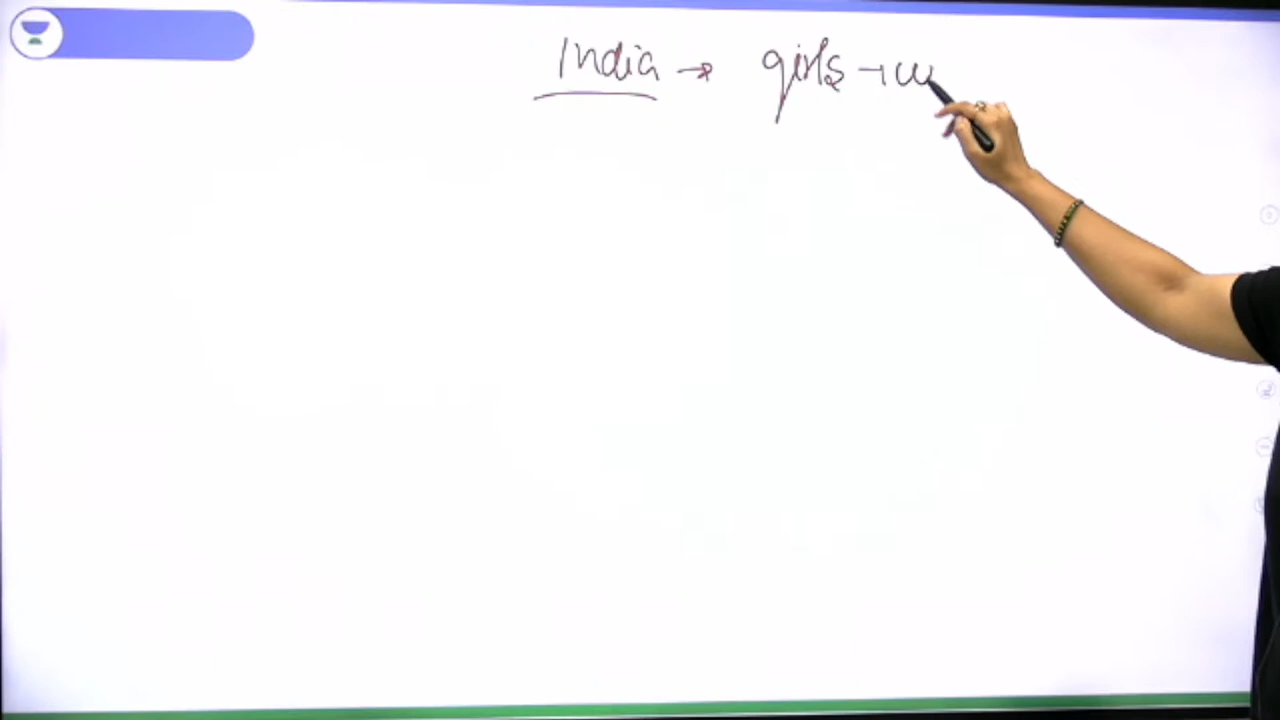 India → girls →